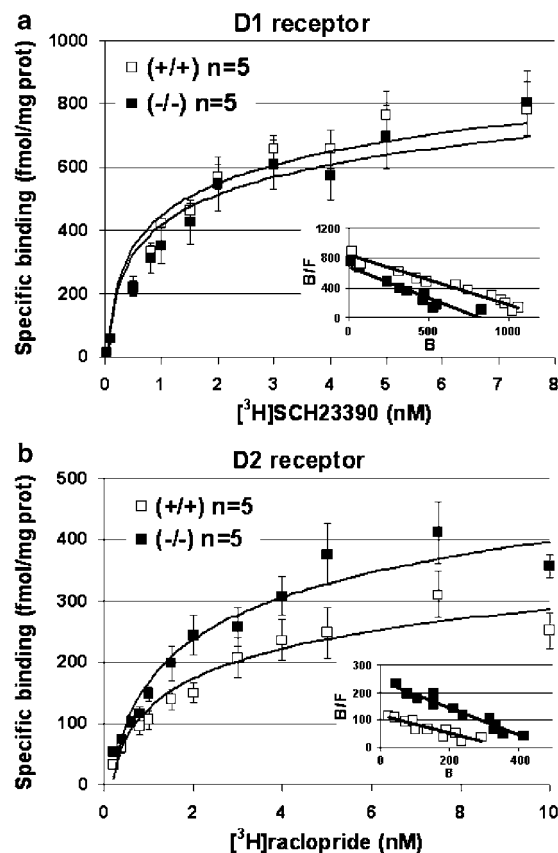 a
D1 receptor
Specific binding (fmol/mg prot)
1000
800
600
400
200
0
(+/+) n=5
(-/-) n=5
B/F
1200
800
400
0
0
500
1000
B
0
1
2
3
4
5
6
7
8
[³H]SCH23390 (nM)
b
D2 receptor
Specific binding (fmol/mg prot)
500
400
300
200
100
0
(+/+) n=5
(-/-) n=5
B/F
300
200
100
0
0
200
400
B
0
2
4
6
8
10
[³H]raclopride (nM)